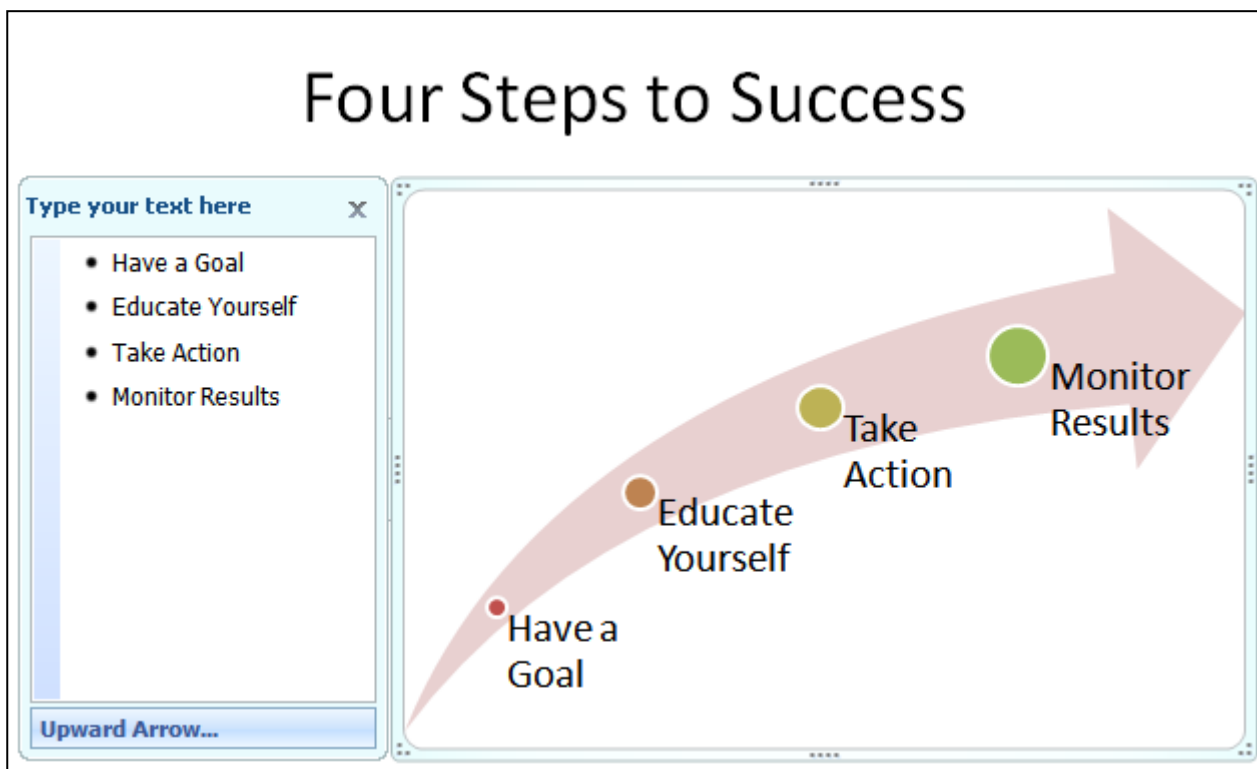 Four Steps to Success
Type your text here
x
• Have a Goal
• Educate Yourself
• Take Action
• Monitor Results
Upward Arrow...
Have a
Goal
Educate
Yourself
Take
Action
Monitor
Results